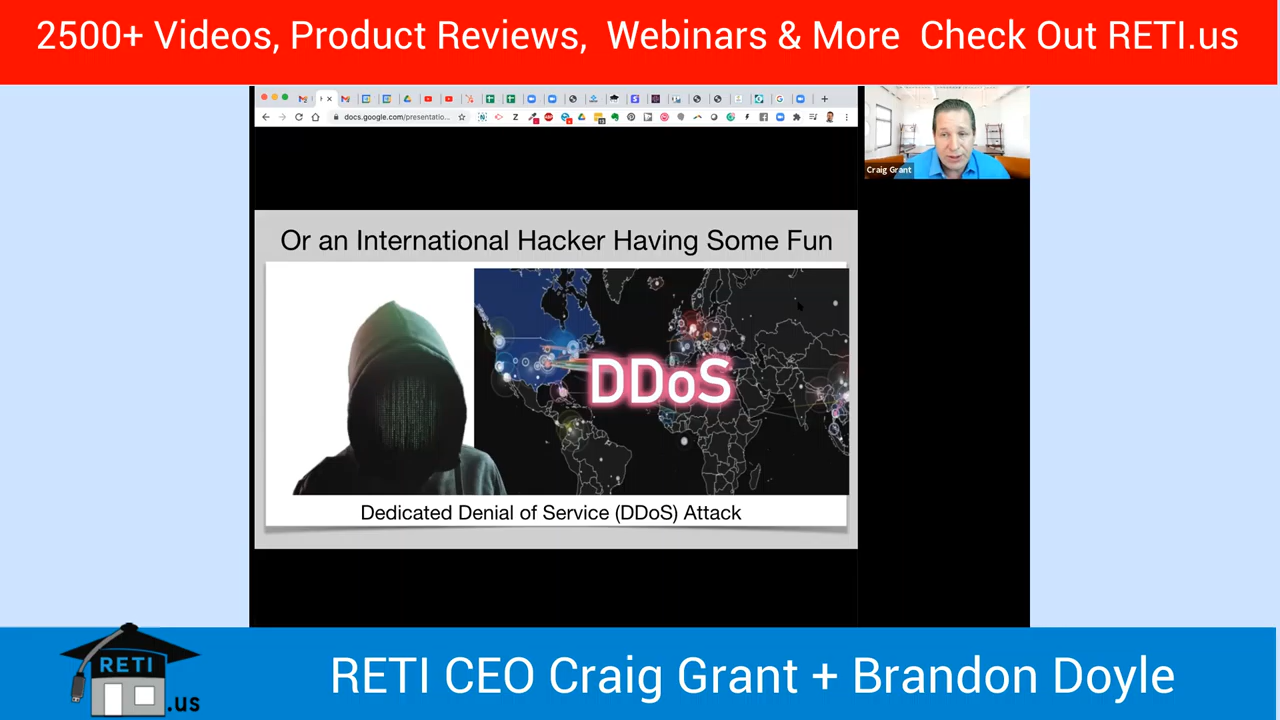 2500+ Videos, Product Reviews,  Webinars & More  Check Out RETI.us
docs.google.com/presentatio...
Craig Grant
Or an International Hacker Having Some Fun
DDoS
Dedicated Denial of Service (DDoS) Attack
RETI
.us
RETI CEO Craig Grant + Brandon Doyle